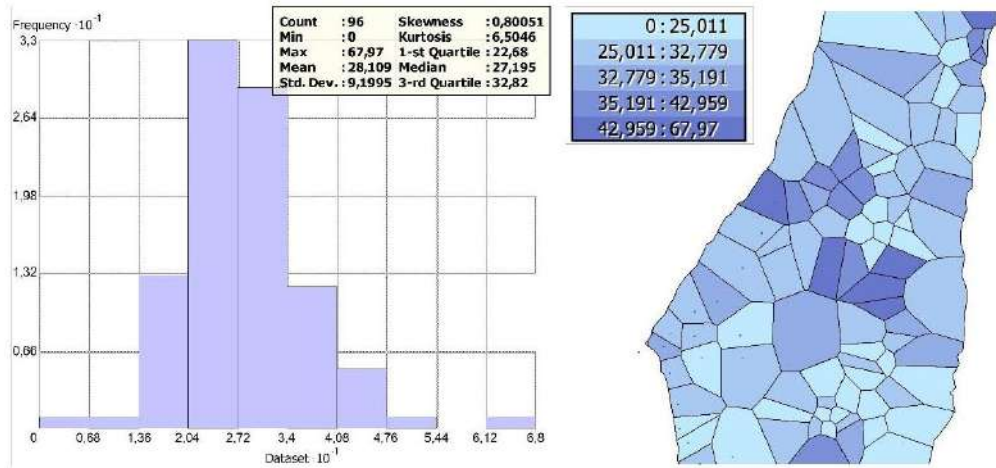 Frequency · 10⁻¹
3,3
2,64
1,98
1,32
0,66
0
0,68
1,36
2,04
2,72
3,4
4,08
4,76
5,44
6,12
6,8
Dataset · 10⁻¹
Count : 96 Skewness : 0,80051
Min : 0 Kurtosis : 6,5046
Max : 67,97 1-st Quartile : 22,68
Mean : 28,109 Median : 27,195
Std. Dev. : 9,1995 3-rd Quartile : 32,82
0 : 25,011
25,011 : 32,779
32,779 : 35,191
35,191 : 42,959
42,959 : 67,97